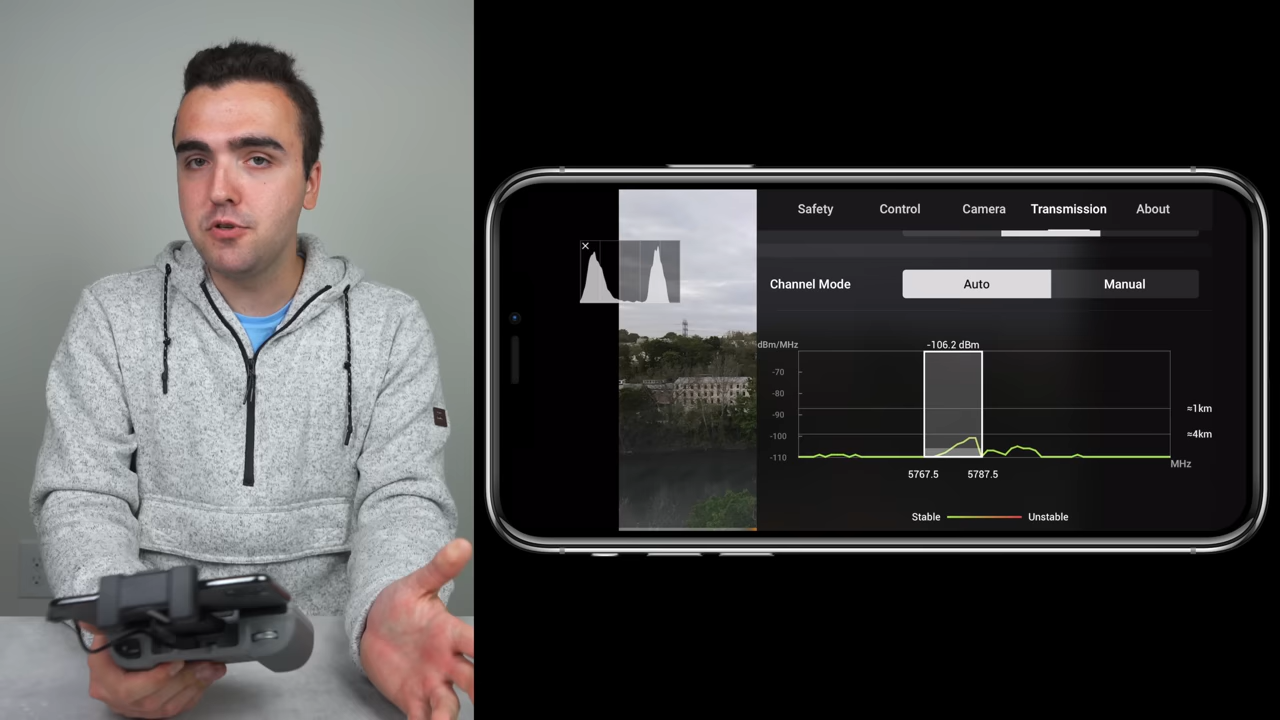 Safety Control Camera Transmission About
Channel Mode Auto Manual
dBm/MHz
-106.2 dBm
-70
-80
-90
≈1km
-100
≈4km
-110
MHz
5767.5 5787.5
Stable Unstable